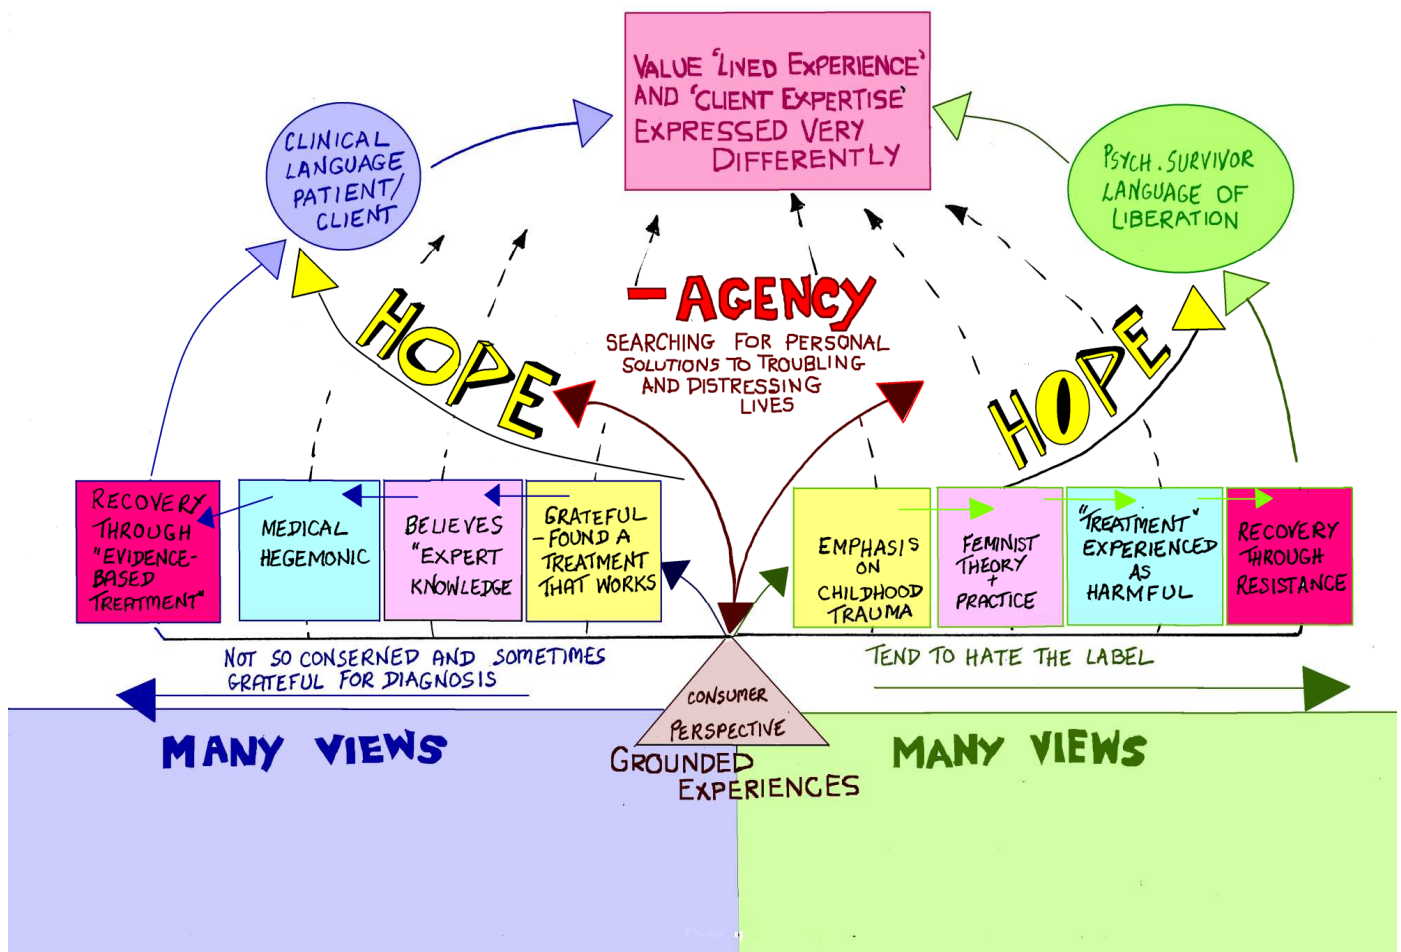 VALUE 'LIVED EXPERIENCE'
AND 'CLIENT EXPERTISE'
EXPRESSED VERY
DIFFERENTLY
CLINICAL
LANGUAGE
PATIENT/
CLIENT
PSYCH. SURVIVOR
LANGUAGE OF
LIBERATION
HOPE
- AGENCY
SEARCHING FOR PERSONAL
SOLUTIONS TO TROUBLING
AND DISTRESSING
LIVES
HOPE
RECOVERY
THROUGH
"EVIDENCE-
BASED
TREATMENT"
MEDICAL
HEGEMONIC
BELIEVES
"EXPERT
KNOWLEDGE
GRATEFUL
- FOUND A
TREATMENT
THAT WORKS
EMPHASIS
ON
CHILDHOOD
TRAUMA
FEMINIST
THEORY
+
PRACTICE
"TREATMENT"
EXPERIENCED
AS
HARMFUL
RECOVERY
THROUGH
RESISTANCE
NOT SO CONSERNED AND SOMETIMES
GRATEFUL FOR DIAGNOSIS
TEND TO HATE THE LABEL
CONSUMER
PERSPECTIVE
MANY VIEWS
GROUNDED
EXPERIENCES
MANY VIEWS